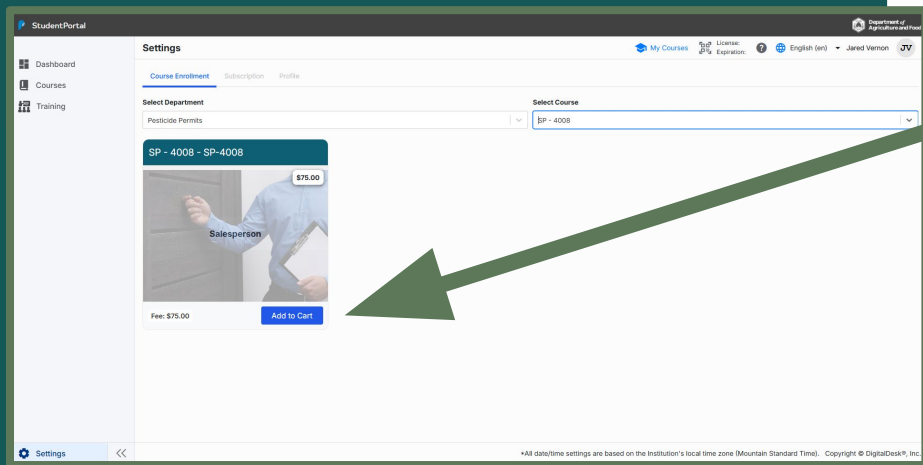 StudentPortal
Department of
Agriculture and Food
Settings
My Courses
License:
Expiration:
English (en)
Jared Vernon
JV
Dashboard
Courses
Training
Course Enrollment
Subscription
Profile
Select Department
Select Course
Pesticide Permits
SP - 4008
SP - 4008 - SP-4008
$75.00
Salesperson
Fee: $75.00
Add to Cart
Settings
*All date/time settings are based on the Institution's local time zone (Mountain Standard Time). Copyright © DigitalDesk®, Inc.